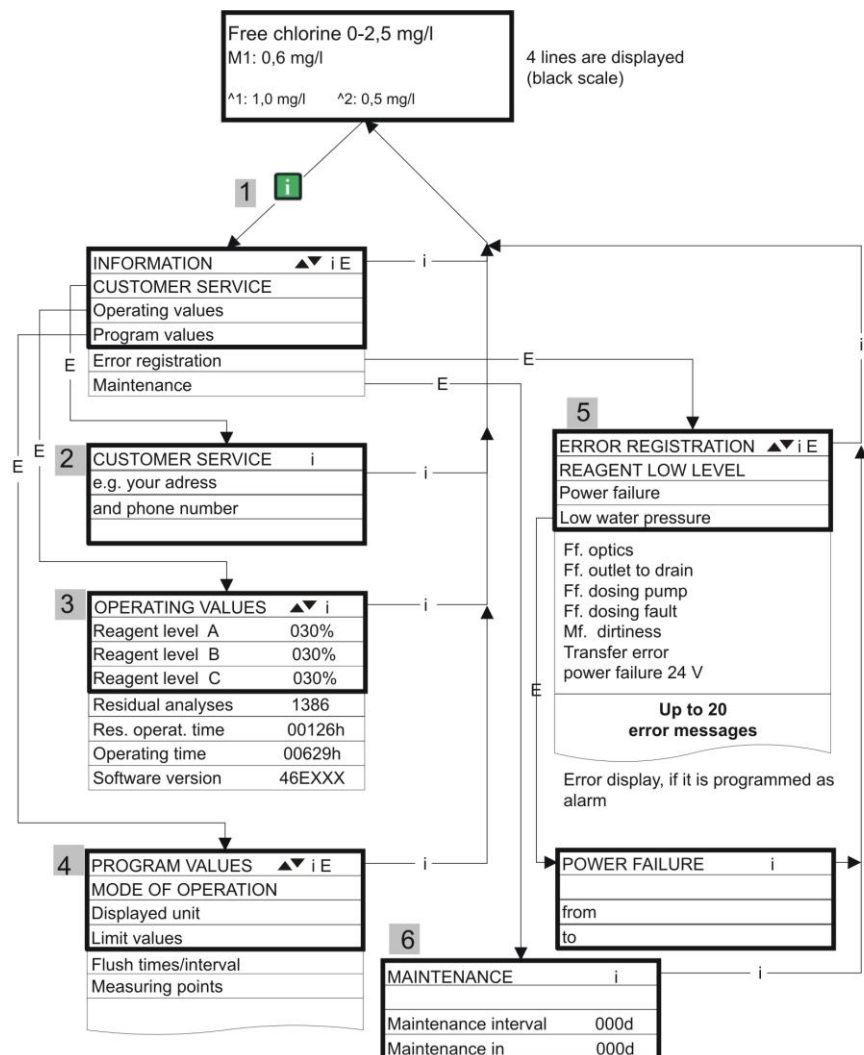 Free chlorine 0-2,5 mg/l
M1: 0,6 mg/l
^1: 1,0 mg/l ^2: 0,5 mg/l
4 lines are displayed
(black scale)
1 i
INFORMATION ▲▼ i E
CUSTOMER SERVICE
Operating values
Program values
Error registration
Maintenance
i
i
E
E
E
E
E
2
CUSTOMER SERVICE i
e.g. your adress
and phone number
i
3
OPERATING VALUES ▲▼ i
Reagent level A 030%
Reagent level B 030%
Reagent level C 030%
Residual analyses 1386
Res. operat. time 00126h
Operating time 00629h
Software version 46EXXX
i
4
PROGRAM VALUES ▲▼ i E
MODE OF OPERATION
Displayed unit
Limit values
Flush times/interval
Measuring points
i
5
ERROR REGISTRATION ▲▼ i E
REAGENT LOW LEVEL
Power failure
Low water pressure
Ff. optics
Ff. outlet to drain
Ff. dosing pump
Ff. dosing fault
Mf. dirtiness
Transfer error
power failure 24 V
E
Up to 20
error messages
Error display, if it is programmed as
alarm
POWER FAILURE i
from
to
6
MAINTENANCE i
Maintenance interval 000d
Maintenance in 000d
i